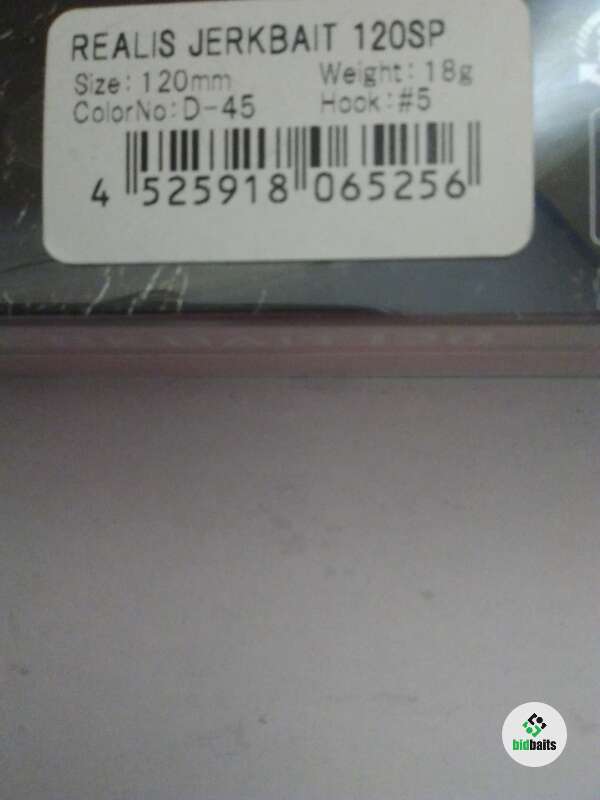 REALIS JERKBAIT 120SP
Size: 120mm Weight: 18g
ColorNo: D-45 Hook: #5
4 525918 065256
bidbaits